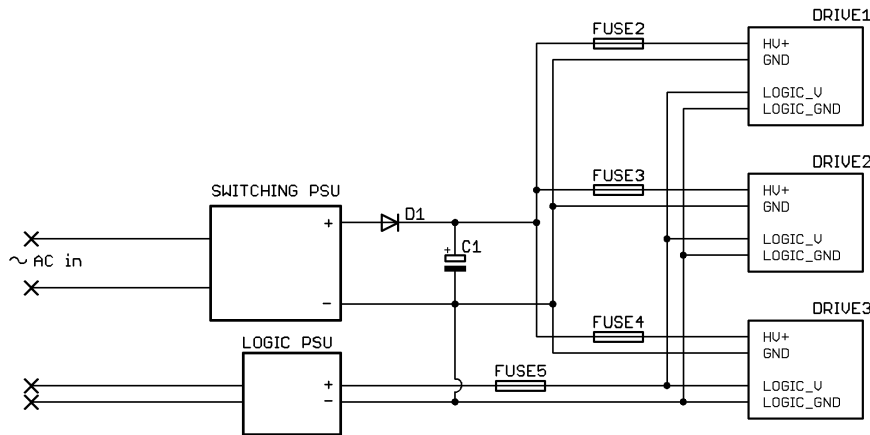 DRIVE1
FUSE2
HV+
GND
LOGIC_V
LOGIC_GND
DRIVE2
FUSE3
HV+
GND
LOGIC_V
LOGIC_GND
SWITCHING PSU
+
D1
+
C1
∼ AC in
−
DRIVE3
FUSE4
HV+
GND
LOGIC PSU
FUSE5
+
−
LOGIC_V
LOGIC_GND